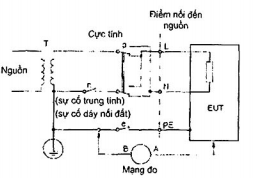 Điểm nối đến
nguồn
Cực tính
T
p
L
Nguồn
n
N
(sự cố trung tính)
(sự cố dây nối đất)
EUT
e
PE
B
A
Mạng đo